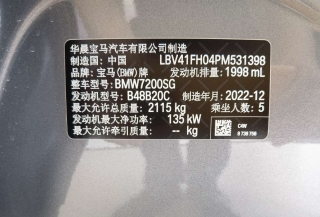 华晨宝马汽车有限公司制造
制造国: 中国 LBV41FH04PM531398
品牌: 宝马(BMW)牌 发动机排量: 1998 mL
整车型号: BMW7200SG
发动机型号: B48B20C 制造年月: 2022-12
最大允许总质量: 2115 kg 乘坐人数: 5
发动机最大净功率: 135 kW
最大允许牵引质量: -- kg
C4W